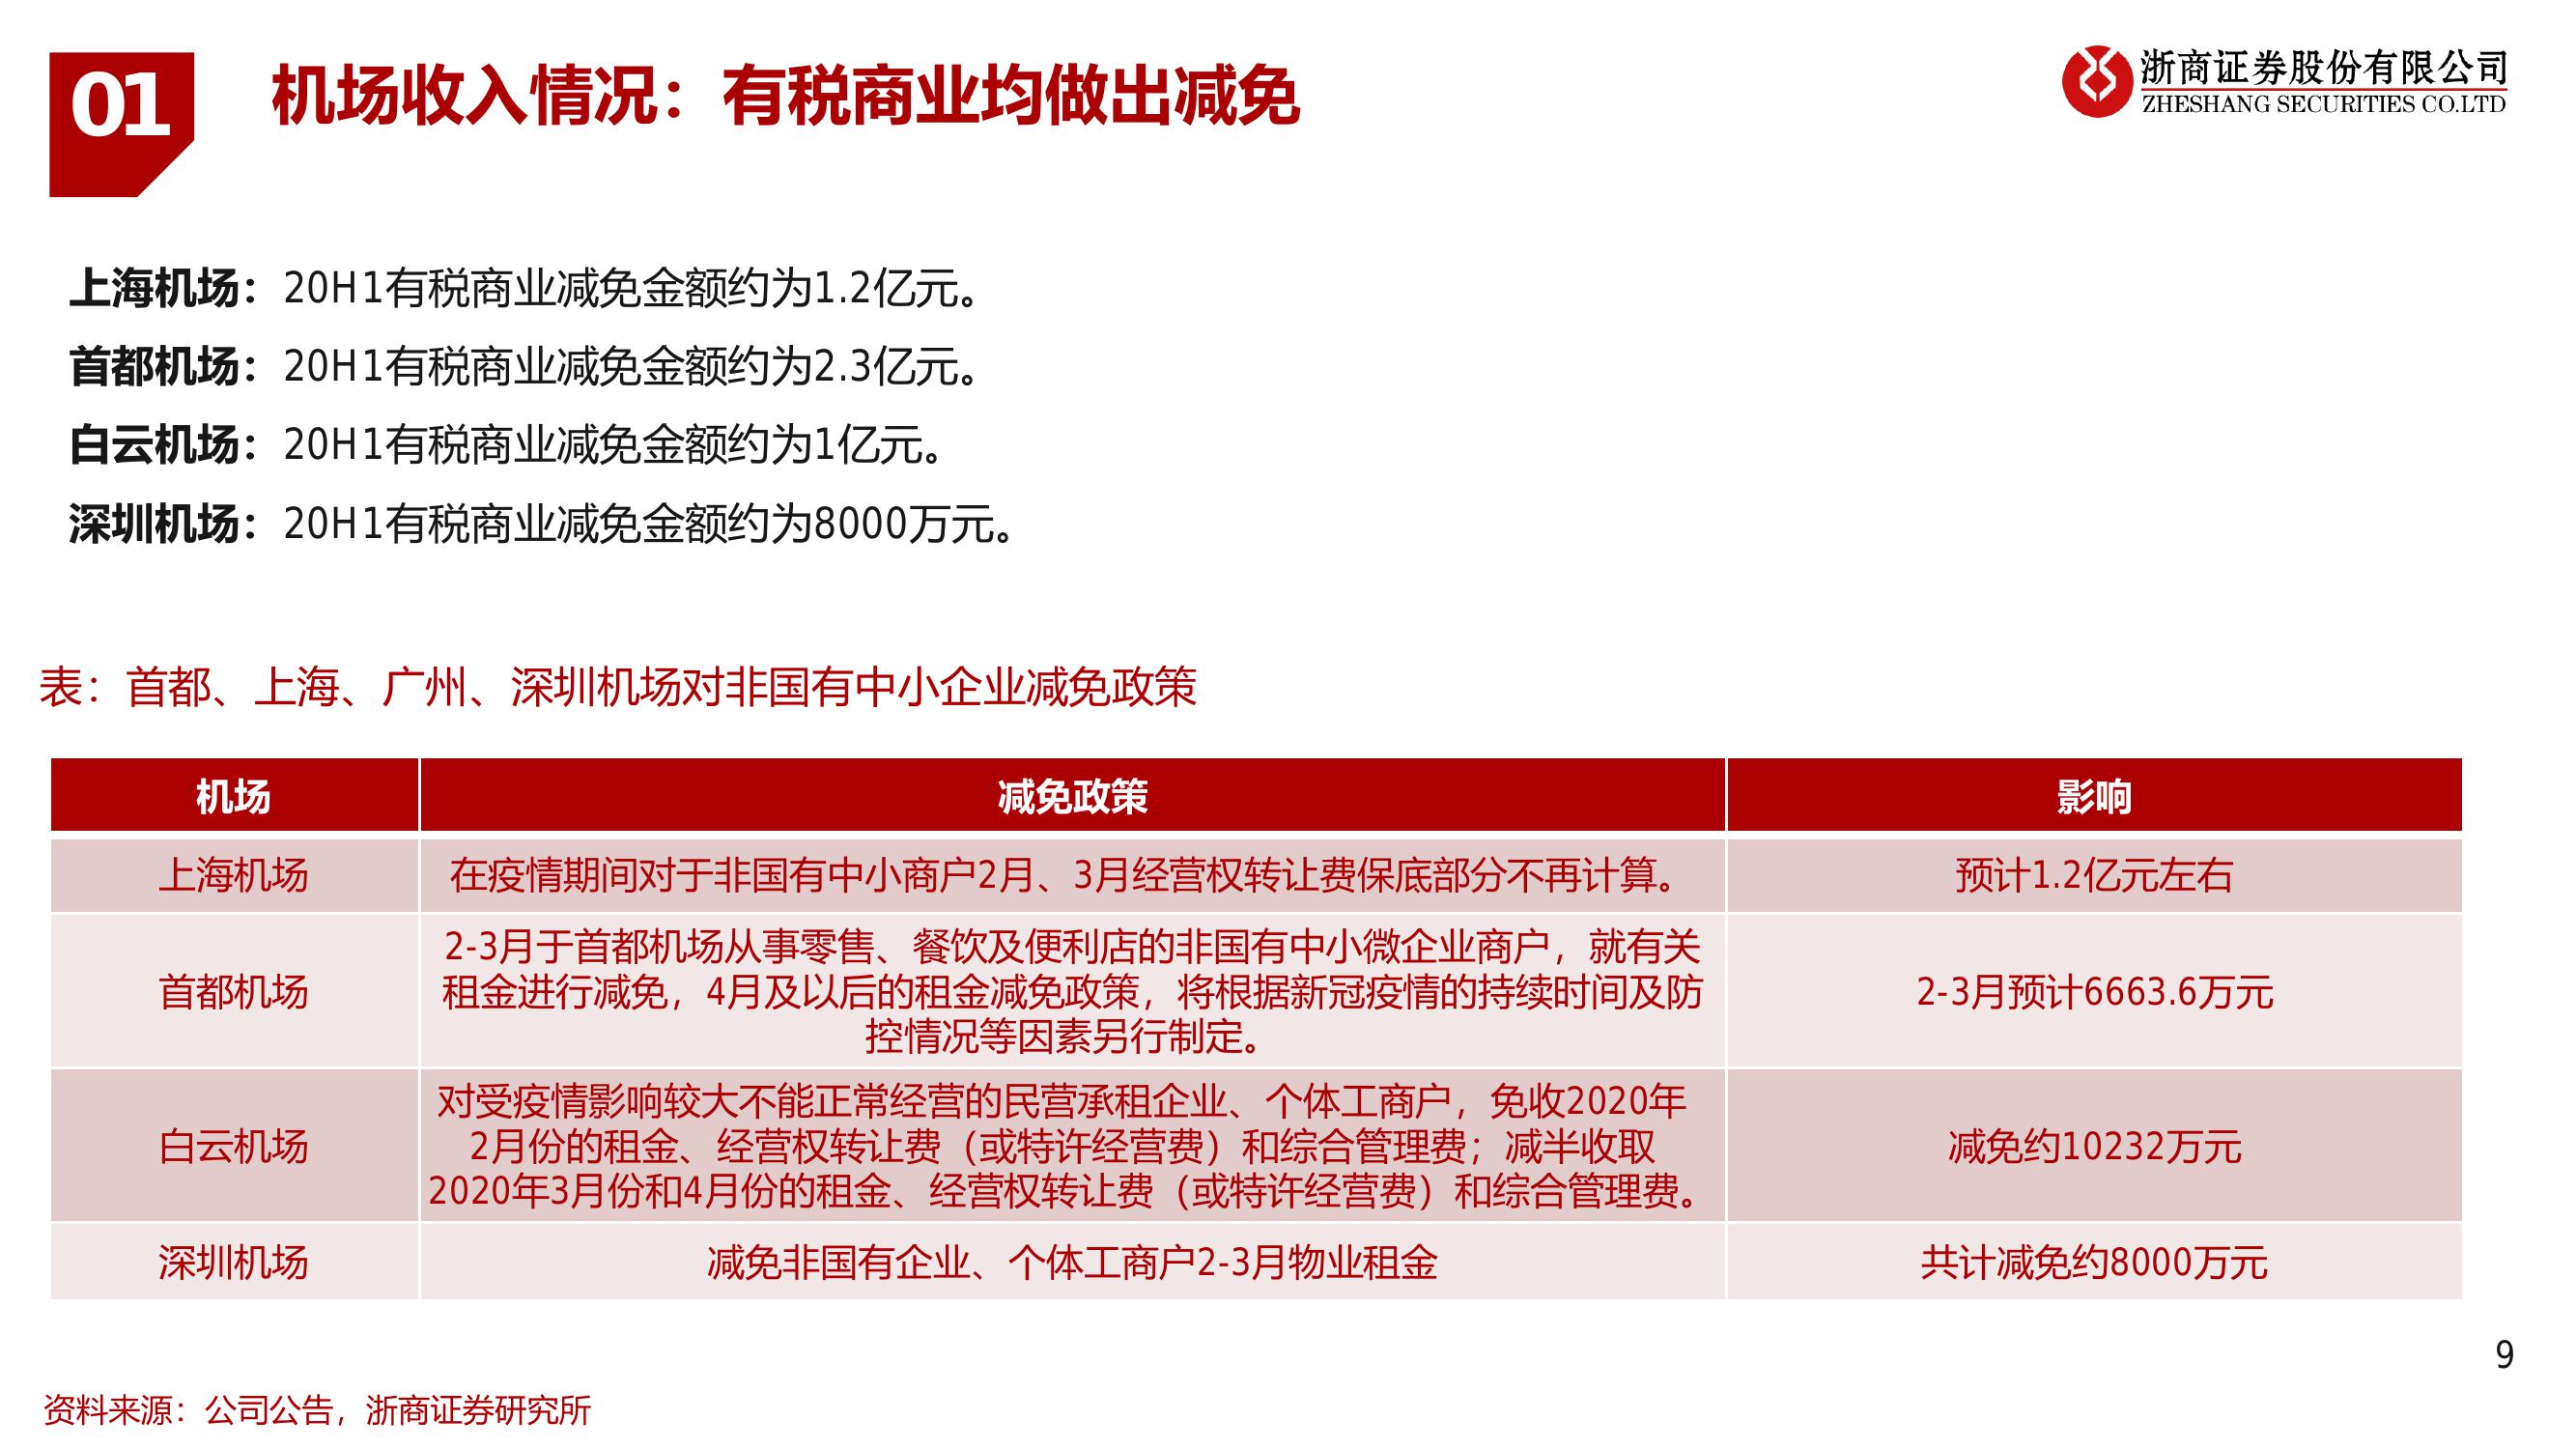 01
机场收入情况：有税商业均做出减免
浙商证券股份有限公司
ZHESHANG SECURITIES CO.LTD
上海机场：20H1有税商业减免金额约为1.2亿元。
首都机场：20H1有税商业减免金额约为2.3亿元。
白云机场：20H1有税商业减免金额约为1亿元。
深圳机场：20H1有税商业减免金额约为8000万元。
表：首都、上海、广州、深圳机场对非国有中小企业减免政策
机场 减免政策 影响
上海机场 在疫情期间对于非国有中小商户2月、3月经营权转让费保底部分不再计算。 预计1.2亿元左右
首都机场
2-3月于首都机场从事零售、餐饮及便利店的非国有中小微企业商户，就有关
租金进行减免，4月及以后的租金减免政策，将根据新冠疫情的持续时间及防
控情况等因素另行制定。
2-3月预计6663.6万元
白云机场
对受疫情影响较大不能正常经营的民营承租企业、个体工商户，免收2020年
2月份的租金、经营权转让费（或特许经营费）和综合管理费；减半收取
2020年3月份和4月份的租金、经营权转让费（或特许经营费）和综合管理费。
减免约10232万元
深圳机场 减免非国有企业、个体工商户2-3月物业租金 共计减免约8000万元
9
资料来源：公司公告，浙商证券研究所